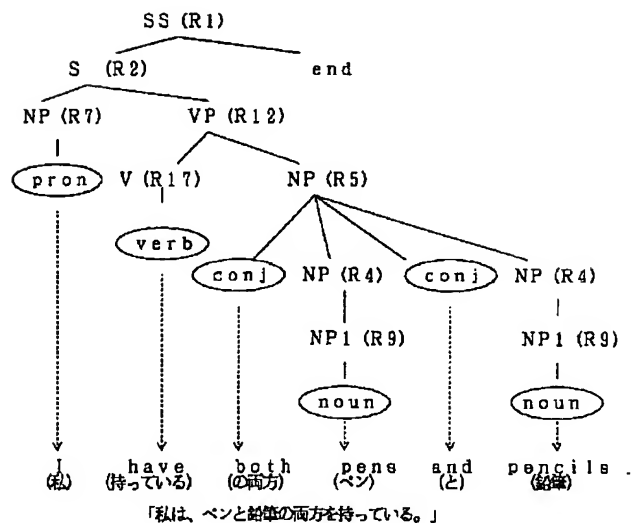 SS (R1)
S (R2) end
NP (R7) VP (R12)
pron V (R17) NP (R5)
verb conj NP (R4) conj NP (R4)
NP1 (R9) NP1 (R9)
noun noun
I have both pens and pencils .
(私) (持っている) (の両方) (ペン) (と) (鉛筆)
「私は、ペンと鉛筆の両方を持っている。」